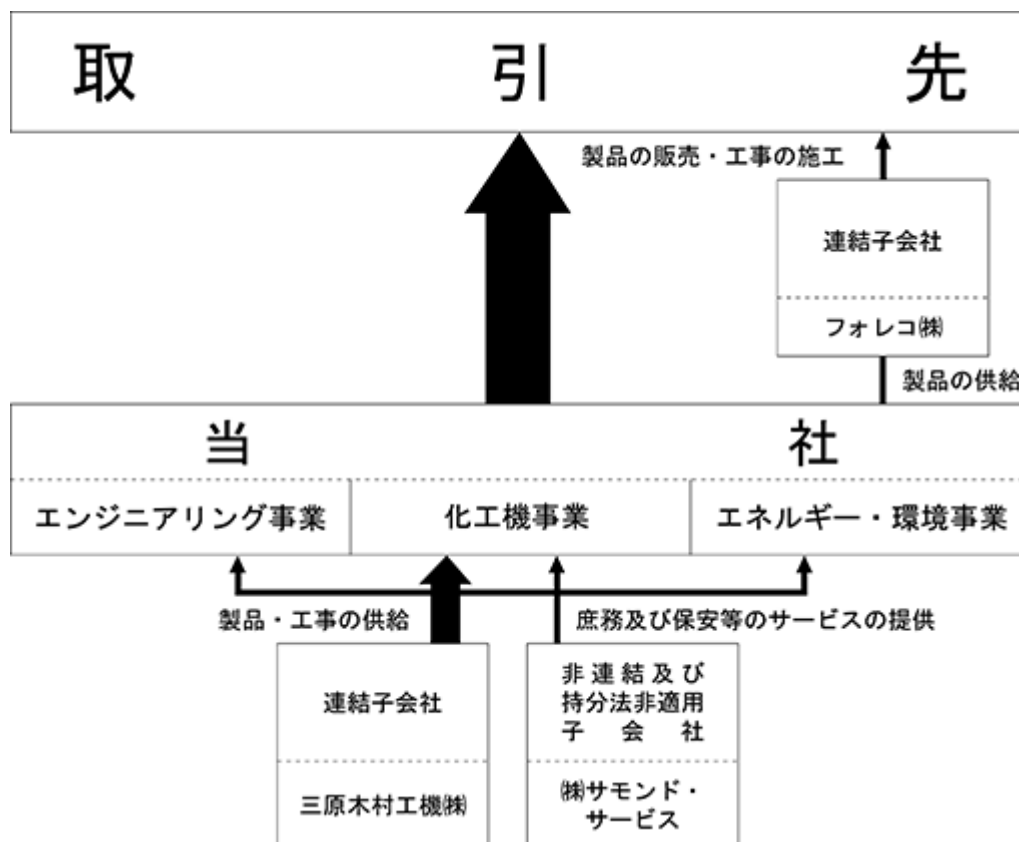 取引先
製品の販売・工事の施工
連結子会社
フォレコ㈱
製品の供給
当社
エンジニアリング事業
化工機事業
エネルギー・環境事業
製品・工事の供給
庶務及び保安等のサービスの提供
連結子会社
三原木村工機㈱
非連結及び
持分法非適用
子会社
㈱サモンド・
サービス